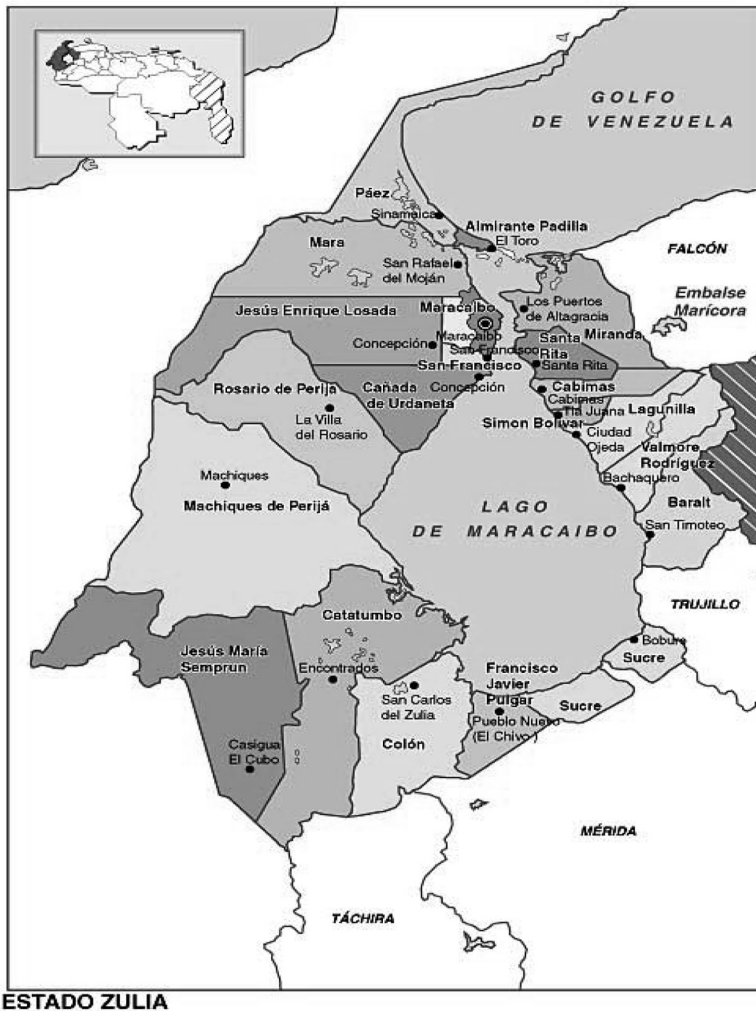 GOLFO
DE VENEZUELA
Páez
Sinamaica
Almirante Padilla
El Toro
Mara
FALCÓN
San Rafael
del Moján
Embalse
Marícora
Jesús Enrique Losada
Maracaibo
Los Puertos
de Altagracia
Maracaibo
Santa
Rita
Miranda
Concepción
San Francisco
San Francisco
Santa Rita
Rosario de Perija
Cañada
de Urdaneta
Concepción
Cabimas
Cabimas
Lagunilla
La Villa
del Rosario
Tia Juana
Simon Bolivar
Ciudad
Ojeda
Valmore
Rodríguez
Machiques
Bachaquero
Machiques de Perijá
LAGO
DE MARACAIBO
Baralt
San Timoteo
TRUJILLO
Catatumbo
Jesús María
Semprun
Bobure
Sucre
Encontrados
Francisco
Javier
Pulgar
San Carlos
del Zulia
Sucre
Pueblo Nuevo
(El Chivo)
Colón
Casigua
El Cubo
MÉRIDA
TÁCHIRA
ESTADO ZULIA